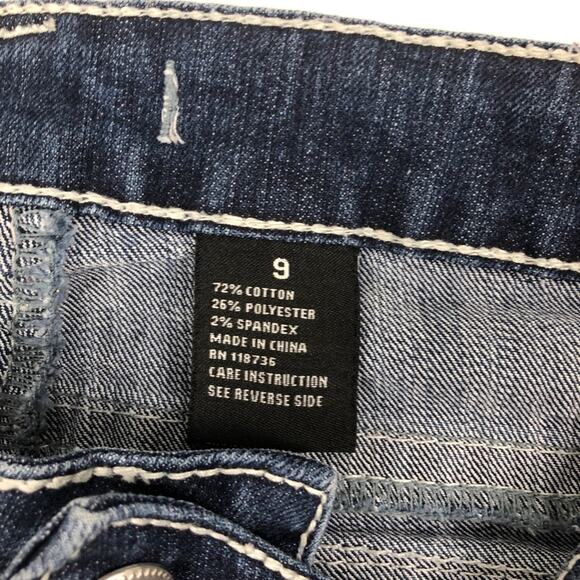 9
72% COTTON
26% POLYESTER
2% SPANDEX
MADE IN CHINA
RN 118736
CARE INSTRUCTION
SEE REVERSE SIDE